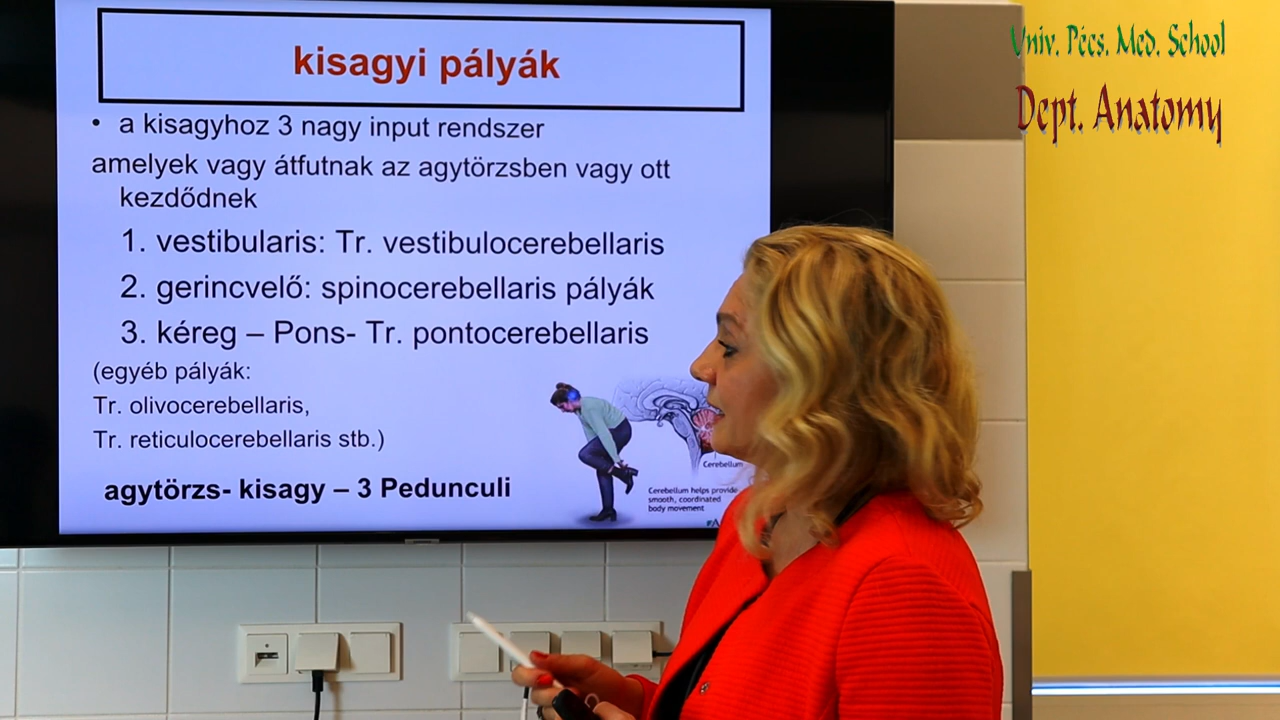 kisagyi pályák
• a kisagyhoz 3 nagy input rendszer
amelyek vagy átfutnak az agytörzsben vagy ott
kezdődnek
1. vestibularis: Tr. vestibulocerebellaris
2. gerincvelő: spinocerebellaris pályák
3. kéreg – Pons- Tr. pontocerebellaris
(egyéb pályák:
Tr. olivocerebellaris,
Tr. reticulocerebellaris stb.)
agytörzs- kisagy – 3 Pedunculi
Cerebellum
Cerebellum helps provide
smooth, coordinated
body movement
Univ. Pécs. Med. School
Dept. Anatomy